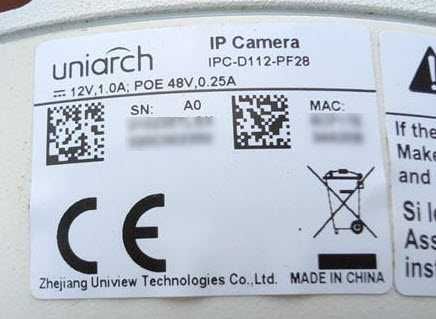 uniarch
IP Camera
IPC-D112-PF28
12V,1.0A; POE 48V,0.25A
SN: A0
MAC:
CE
Zhejiang Uniview Technologies Co.,Ltd. MADE IN CHINA
If the
Make
and
Si l
Ass
inst